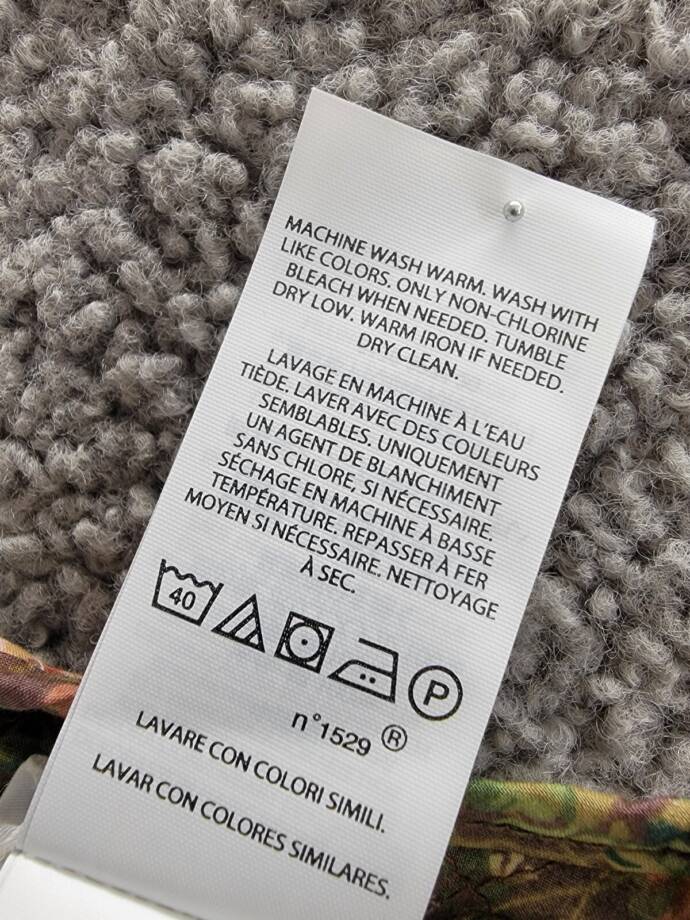 MACHINE WASH WARM. WASH WITH
LIKE COLORS. ONLY NON-CHLORINE
BLEACH WHEN NEEDED. TUMBLE
DRY LOW. WARM IRON IF NEEDED.
DRY CLEAN.
LAVAGE EN MACHINE À L'EAU
TIÈDE. LAVER AVEC DES COULEURS
SEMBLABLES. UNIQUEMENT
UN AGENT DE BLANCHIMENT
SANS CHLORE, SI NÉCESSAIRE.
SÉCHAGE EN MACHINE À BASSE
TEMPÉRATURE. REPASSER À FER
MOYEN SI NÉCESSAIRE. NETTOYAGE
À SEC.
40 P
n°1529 ®
LAVARE CON COLORI SIMILI.
LAVAR CON COLORES SIMILARES.